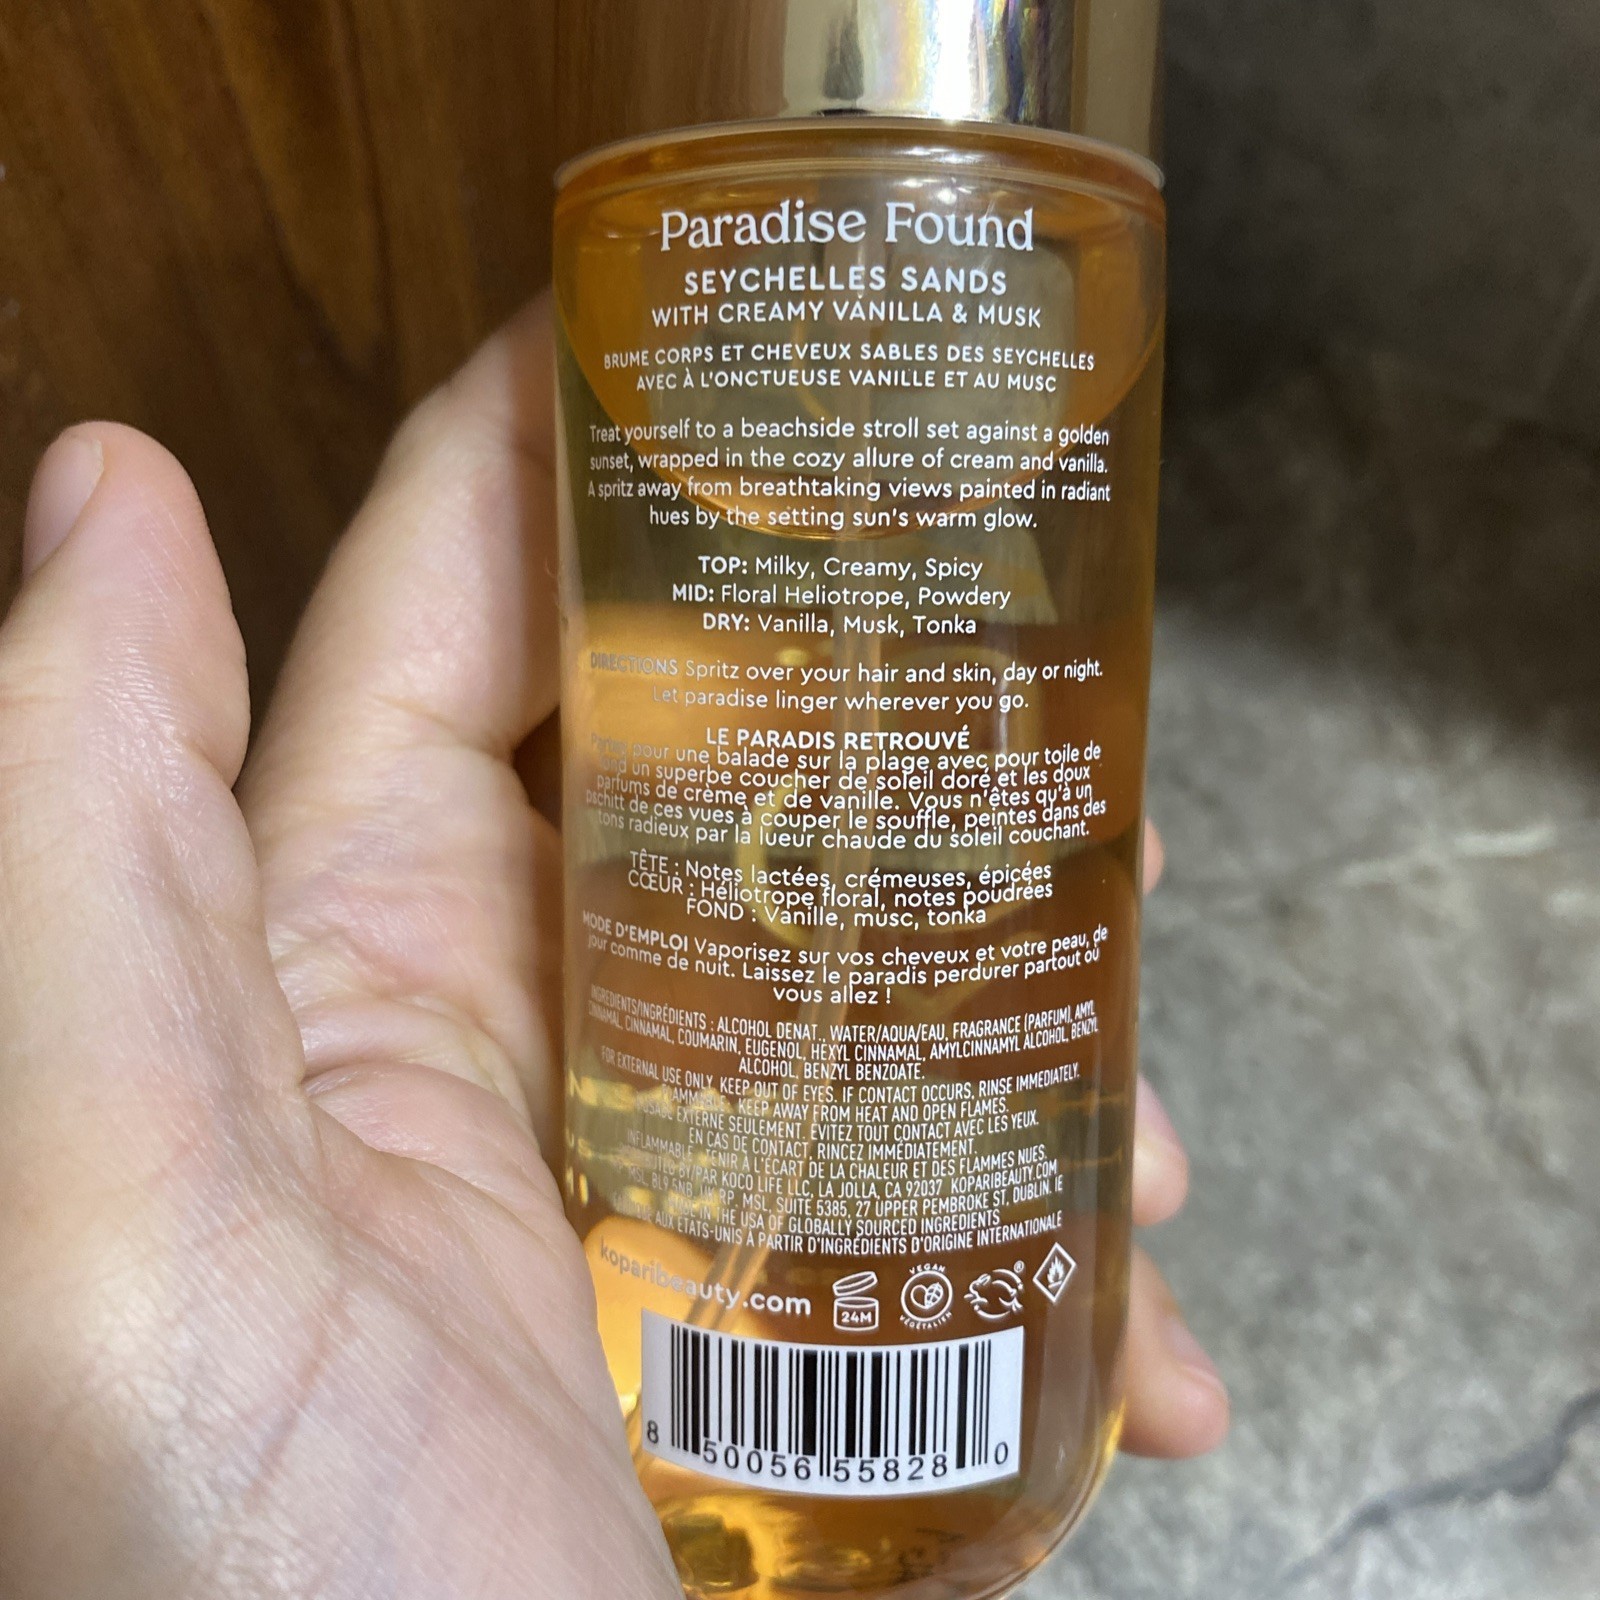 Paradise Found
SEYCHELLES SANDS
WITH CREAMY VANILLA & MUSK
BRUME CORPS ET CHEVEUX SABLES DES SEYCHELLES
AVEC À L'ONCTUEUSE VANILLE ET AU MUSC
Treat yourself to a beachside stroll set against a golden
sunset, wrapped in the cozy allure of cream and vanilla.
A spritz away from breathtaking views painted in radiant
hues by the setting sun's warm glow.
TOP: Milky, Creamy, Spicy
MID: Floral Heliotrope, Powdery
DRY: Vanilla, Musk, Tonka
DIRECTIONS Spritz over your hair and skin, day or night.
Let paradise linger wherever you go.
LE PARADIS RETROUVÉ
pour une balade sur la plage avec pour toile de
fond un superbe coucher de soleil doré et les doux
parfums de crème et de vanille. Vous n'êtes qu'à un
pschitt de ces vues à couper le souffle, peintes dans des
tons radieux par la lueur chaude du soleil couchant.
TÊTE : Notes lactées, crémeuses, épicées
CŒUR : Héliotrope floral, notes poudrées
FOND : Vanille, musc, tonka
MODE D'EMPLOI Vaporisez sur vos cheveux et votre peau, de
jour comme de nuit. Laissez le paradis perdurer partout où
vous allez !
INGREDIENTS/INGRÉDIENTS : ALCOHOL DENAT., WATER/AQUA/EAU, FRAGRANCE (PARFUM), AMYL
CINNAMAL, CINNAMAL, COUMARIN, EUGENOL, HEXYL CINNAMAL, AMYLCINNAMYL ALCOHOL, BENZYL
ALCOHOL, BENZYL BENZOATE.
FOR EXTERNAL USE ONLY. KEEP OUT OF EYES. IF CONTACT OCCURS, RINSE IMMEDIATELY.
FLAMMABLE. KEEP AWAY FROM HEAT AND OPEN FLAMES.
USAGE EXTERNE SEULEMENT. ÉVITEZ TOUT CONTACT AVEC LES YEUX.
EN CAS DE CONTACT, RINCEZ IMMÉDIATEMENT.
INFLAMMABLE. TENIR À L'ÉCART DE LA CHALEUR ET DES FLAMMES NUES.
BY/PAR KOCO LIFE LLC, LA JOLLA, CA 92037 KOPARIBEAUTY.COM
MSL, BL9 5NB, UK RP, MSL, SUITE 5385, 27 UPPER PEMBROKE ST, DUBLIN, IE
MADE IN THE USA OF GLOBALLY SOURCED INGREDIENTS
AUX ÉTATS-UNIS À PARTIR D'INGRÉDIENTS D'ORIGINE INTERNATIONALE
koparibeauty.com
24M
VEGAN
VÉGÉTALIEN
®
8 50056 55828 0